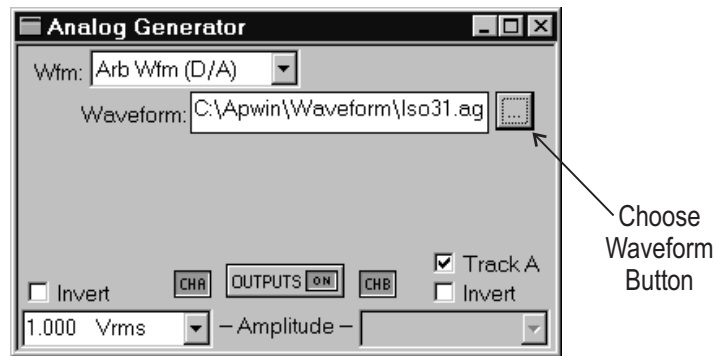 Analog Generator
Wfm: Arb Wfm (D/A)
Waveform: C:\Apwin\Waveform\Iso31.ag ...
Choose
Waveform
Button
Track A
Invert CHA OUTPUTS ON CHB Invert
1.000 Vrms – Amplitude –